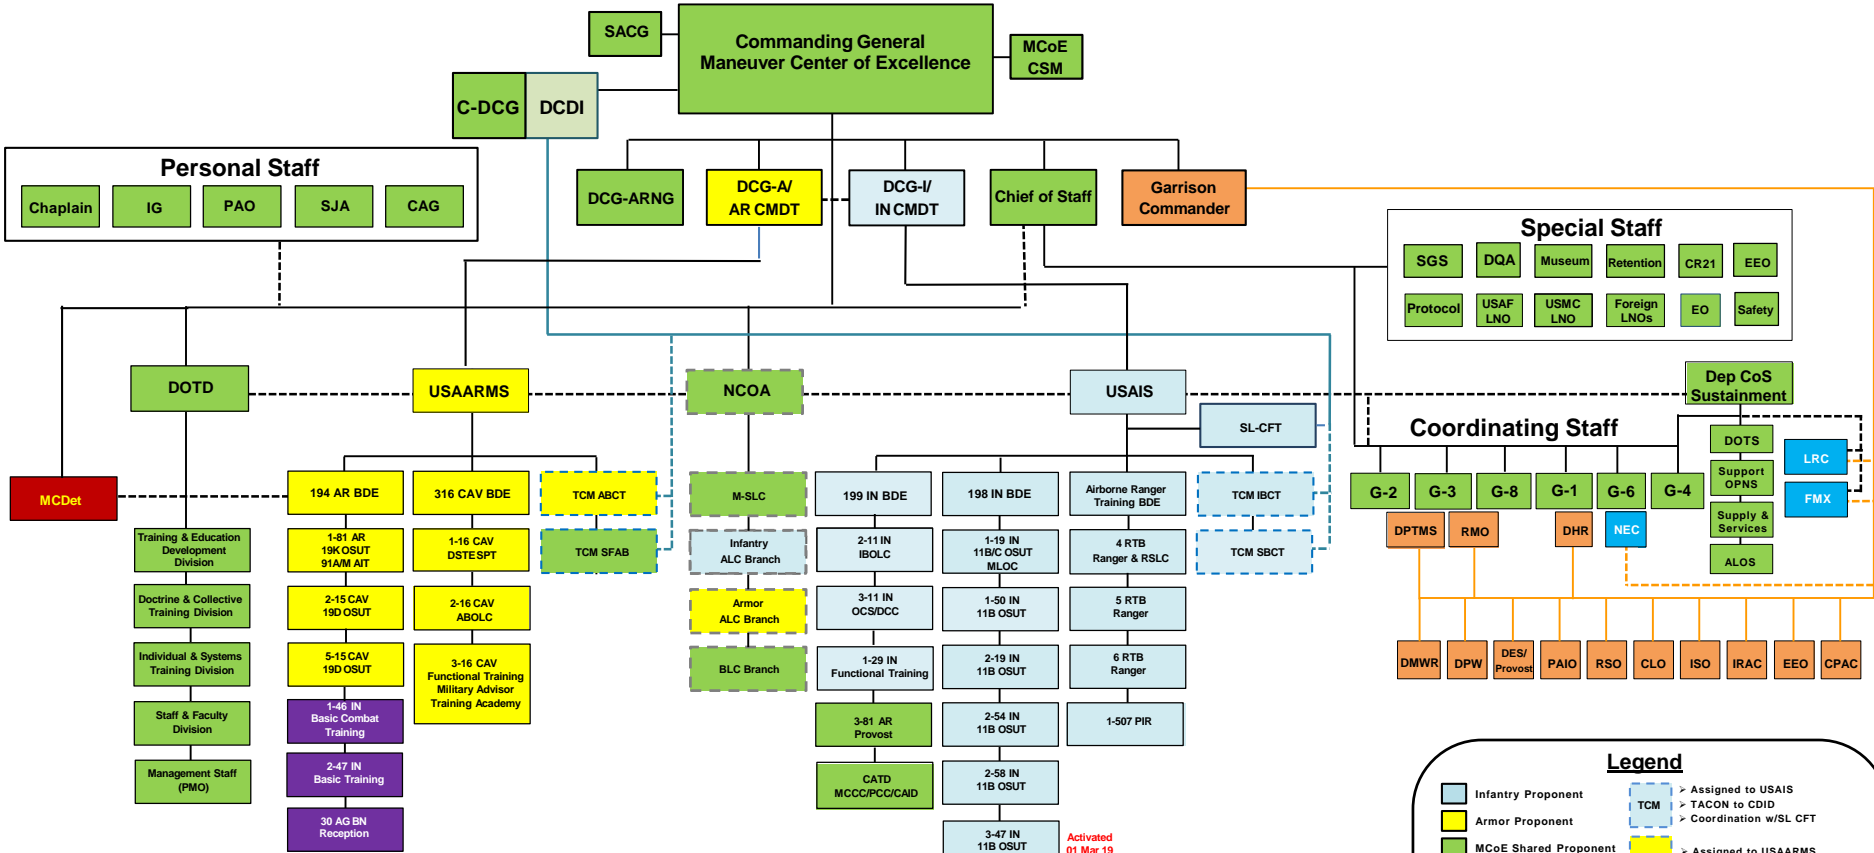 SACG
Commanding General
Maneuver Center of Excellence
MCoE
CSM
C-DCG
DCDI
Personal Staff
Chaplain
IG
PAO
SJA
CAG
DCG-ARNG
DCG-A/
AR CMDT
DCG-I/
IN CMDT
Chief of Staff
Garrison
Commander
Special Staff
SGS
DQA
Museum
Retention
CR21
EEO
Protocol
USAF
LNO
USMC
LNO
Foreign
LNOs
EO
Safety
DOTD
USAARMS
NCOA
USAIS
Dep CoS
Sustainment
SL-CFT
Coordinating Staff
DOTS
Support
OPNS
Supply &
Services
ALOS
LRC
FMX
G-2
G-3
G-8
G-1
G-6
G-4
DPTMS
RMO
DHR
NEC
DMWR
DPW
DES/
Provost
PAIO
RSO
CLO
ISO
IRAC
EEO
CPAC
MCDet
Training & Education
Development
Division
Doctrine & Collective
Training Division
Individual & Systems
Training Division
Staff & Faculty
Division
Management Staff
(PMO)
194 AR BDE
1-81 AR
19K OSUT
91A/M AIT
2-15 CAV
19D OSUT
5-15 CAV
19D OSUT
1-46 IN
Basic Combat
Training
2-47 IN
Basic Training
30 AG BN
Reception
316 CAV BDE
1-16 CAV
DSTESPT
2-16 CAV
ABOLC
3-16 CAV
Functional Training
Military Advisor
Training Academy
TCM ABCT
TCM SFAB
M-SLC
Infantry
ALC Branch
Armor
ALC Branch
BLC Branch
199 IN BDE
2-11 IN
IBOLC
3-11 IN
OCS/DCC
1-29 IN
Functional Training
3-81 AR
Provost
CATD
MCCC/PCC/CAID
198 IN BDE
1-19 IN
11B/C OSUT
MLOC
1-50 IN
11B OSUT
2-19 IN
11B OSUT
2-54 IN
11B OSUT
2-58 IN
11B OSUT
3-47 IN
11B OSUT
Activated
01 Mar 19
Airborne Ranger
Training BDE
4 RTB
Ranger & RSLC
5 RTB
Ranger
6 RTB
Ranger
1-507 PIR
TCM IBCT
TCM SBCT
Legend
Infantry Proponent
Armor Proponent
MCoE Shared Proponent
TCM
➢ Assigned to USAIS
➢ TACON to CDID
➢ Coordination w/SL CFT
➢ Assigned to USAARMS